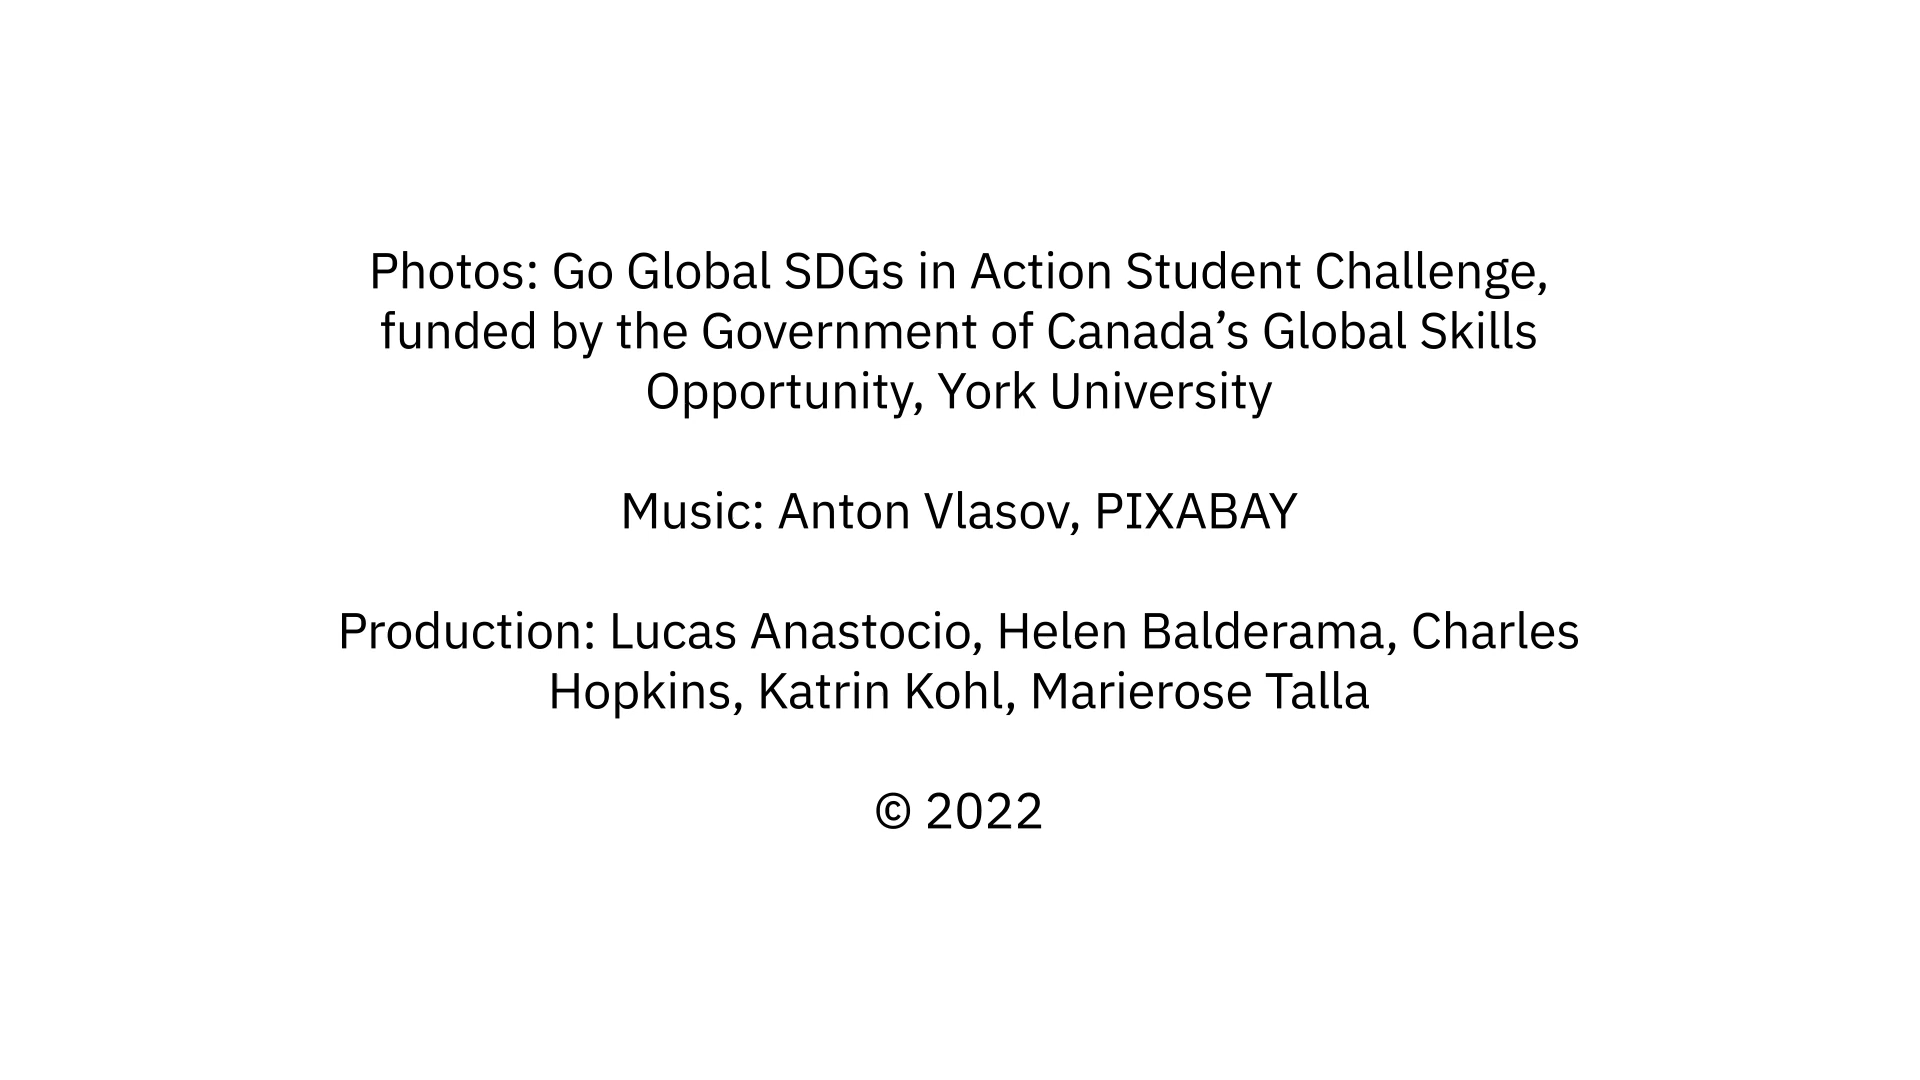 Photos: Go Global SDGs in Action Student Challenge,
funded by the Government of Canada’s Global Skills
Opportunity, York University
Music: Anton Vlasov, PIXABAY
Production: Lucas Anastocio, Helen Balderama, Charles
Hopkins, Katrin Kohl, Marierose Talla
© 2022